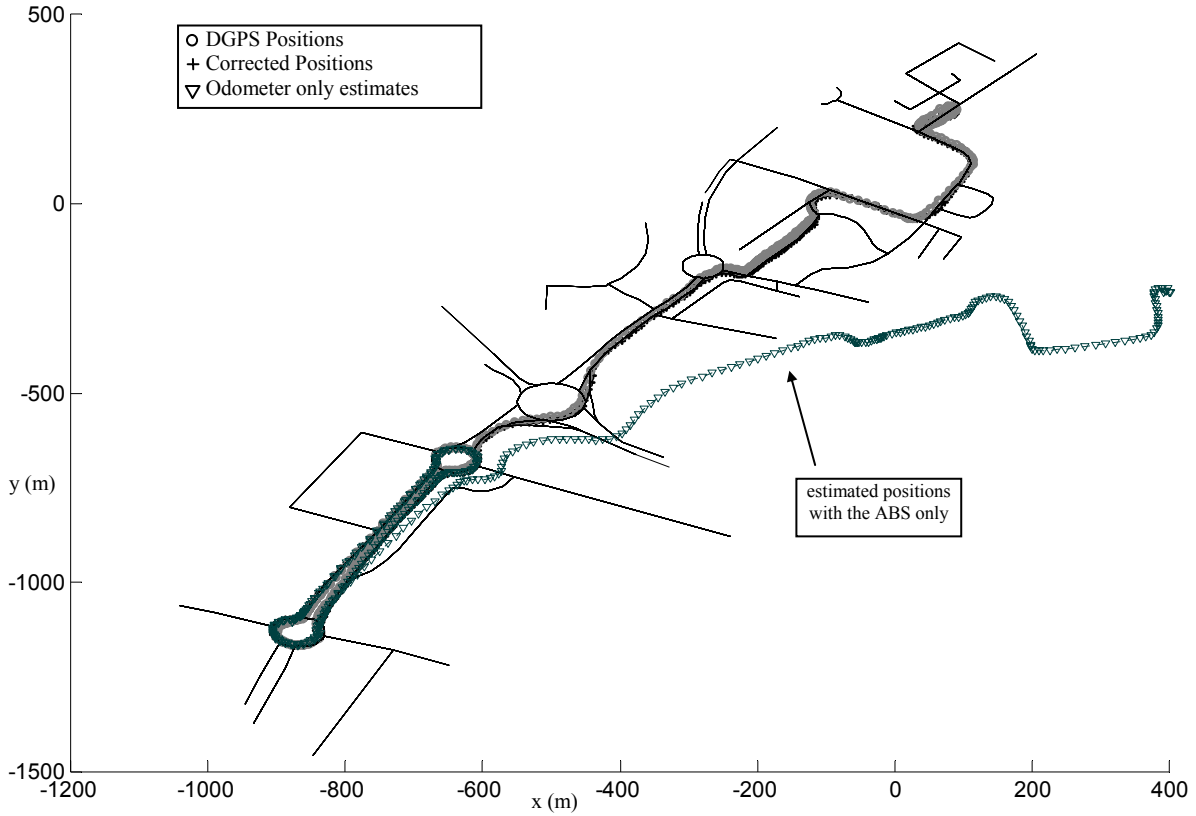 500
DGPS Positions
Corrected Positions
Odometer only estimates
0
-500
y (m)
estimated positions
with the ABS only
-1000
-1500
-1200 -1000 -800 -600 -400 -200 0 200 400
x (m)